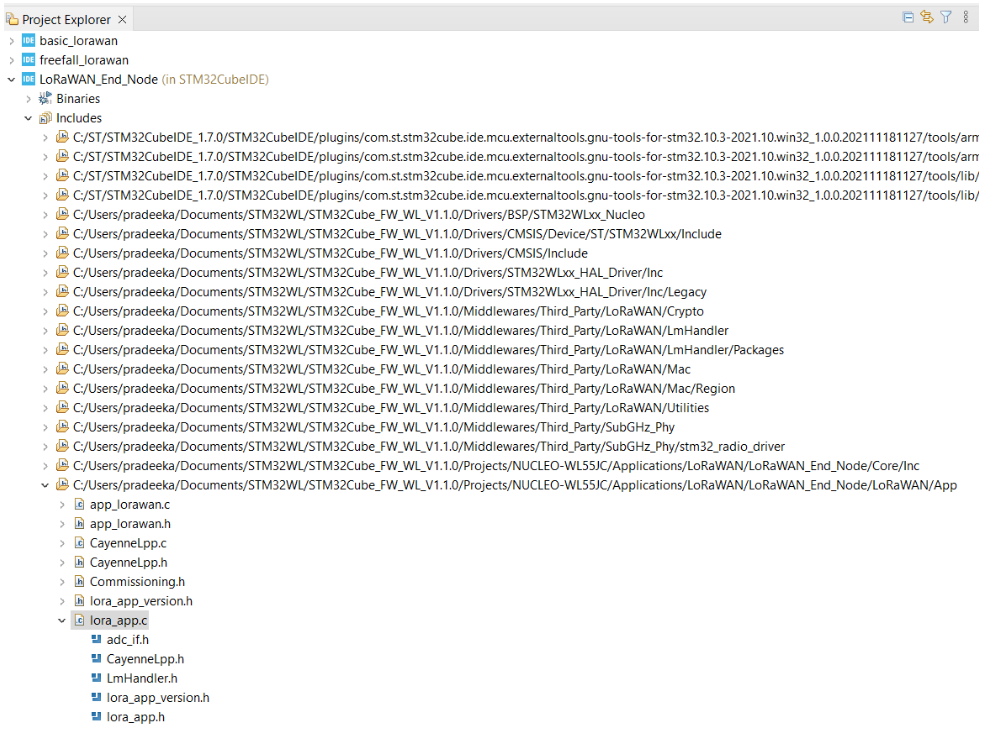 Project Explorer
IDE basic_lorawan
IDE freefall_lorawan
IDE LoRaWAN_End_Node (in STM32CubeIDE)
Binaries
Includes
C:/ST/STM32CubeIDE_1.7.0/STM32CubeIDE/plugins/com.st.stm32cube.ide.mcu.externaltools.gnu-tools-for-stm32.10.3-2021.10.win32_1.0.0.202111181127/tools/arm
C:/ST/STM32CubeIDE_1.7.0/STM32CubeIDE/plugins/com.st.stm32cube.ide.mcu.externaltools.gnu-tools-for-stm32.10.3-2021.10.win32_1.0.0.202111181127/tools/arm
C:/ST/STM32CubeIDE_1.7.0/STM32CubeIDE/plugins/com.st.stm32cube.ide.mcu.externaltools.gnu-tools-for-stm32.10.3-2021.10.win32_1.0.0.202111181127/tools/lib/
C:/ST/STM32CubeIDE_1.7.0/STM32CubeIDE/plugins/com.st.stm32cube.ide.mcu.externaltools.gnu-tools-for-stm32.10.3-2021.10.win32_1.0.0.202111181127/tools/lib/
C:/Users/pradeeka/Documents/STM32WL/STM32Cube_FW_WL_V1.1.0/Drivers/BSP/STM32WLxx_Nucleo
C:/Users/pradeeka/Documents/STM32WL/STM32Cube_FW_WL_V1.1.0/Drivers/CMSIS/Device/ST/STM32WLxx/Include
C:/Users/pradeeka/Documents/STM32WL/STM32Cube_FW_WL_V1.1.0/Drivers/CMSIS/Include
C:/Users/pradeeka/Documents/STM32WL/STM32Cube_FW_WL_V1.1.0/Drivers/STM32WLxx_HAL_Driver/Inc
C:/Users/pradeeka/Documents/STM32WL/STM32Cube_FW_WL_V1.1.0/Drivers/STM32WLxx_HAL_Driver/Inc/Legacy
C:/Users/pradeeka/Documents/STM32WL/STM32Cube_FW_WL_V1.1.0/Middlewares/Third_Party/LoRaWAN/Crypto
C:/Users/pradeeka/Documents/STM32WL/STM32Cube_FW_WL_V1.1.0/Middlewares/Third_Party/LoRaWAN/LmHandler
C:/Users/pradeeka/Documents/STM32WL/STM32Cube_FW_WL_V1.1.0/Middlewares/Third_Party/LoRaWAN/LmHandler/Packages
C:/Users/pradeeka/Documents/STM32WL/STM32Cube_FW_WL_V1.1.0/Middlewares/Third_Party/LoRaWAN/Mac
C:/Users/pradeeka/Documents/STM32WL/STM32Cube_FW_WL_V1.1.0/Middlewares/Third_Party/LoRaWAN/Mac/Region
C:/Users/pradeeka/Documents/STM32WL/STM32Cube_FW_WL_V1.1.0/Middlewares/Third_Party/LoRaWAN/Utilities
C:/Users/pradeeka/Documents/STM32WL/STM32Cube_FW_WL_V1.1.0/Middlewares/Third_Party/SubGHz_Phy
C:/Users/pradeeka/Documents/STM32WL/STM32Cube_FW_WL_V1.1.0/Middlewares/Third_Party/SubGHz_Phy/stm32_radio_driver
C:/Users/pradeeka/Documents/STM32WL/STM32Cube_FW_WL_V1.1.0/Projects/NUCLEO-WL55JC/Applications/LoRaWAN/LoRaWAN_End_Node/Core/Inc
C:/Users/pradeeka/Documents/STM32WL/STM32Cube_FW_WL_V1.1.0/Projects/NUCLEO-WL55JC/Applications/LoRaWAN/LoRaWAN_End_Node/LoRaWAN/App
app_lorawan.c
app_lorawan.h
CayenneLpp.c
CayenneLpp.h
Commissioning.h
lora_app_version.h
lora_app.c
adc_if.h
CayenneLpp.h
LmHandler.h
lora_app_version.h
lora_app.h